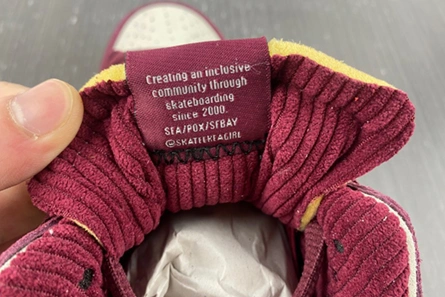 Creating an inclusive
community through
skateboarding
since 2000.
SEA/PDX/SFBAY
@SKATELIKEAGIRL